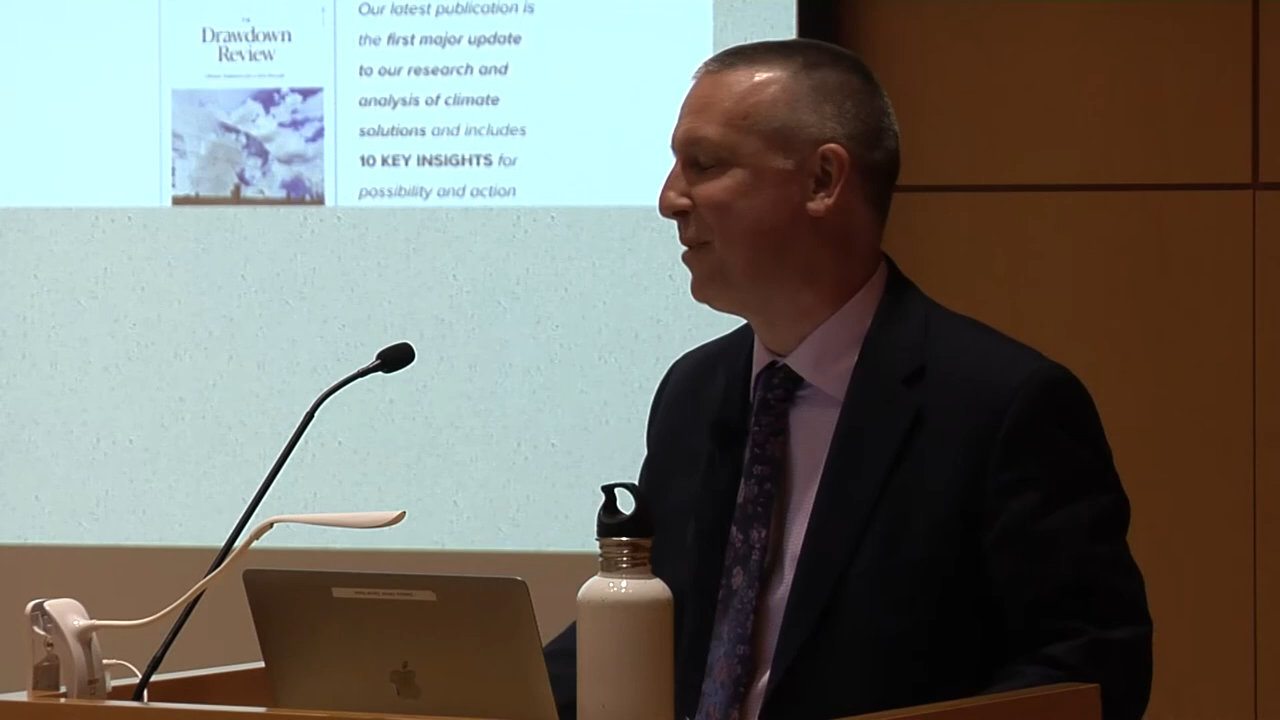 Drawdown
Review
Our latest publication is
the first major update
to our research and
analysis of climate
solutions and includes
10 KEY INSIGHTS for
possibility and action